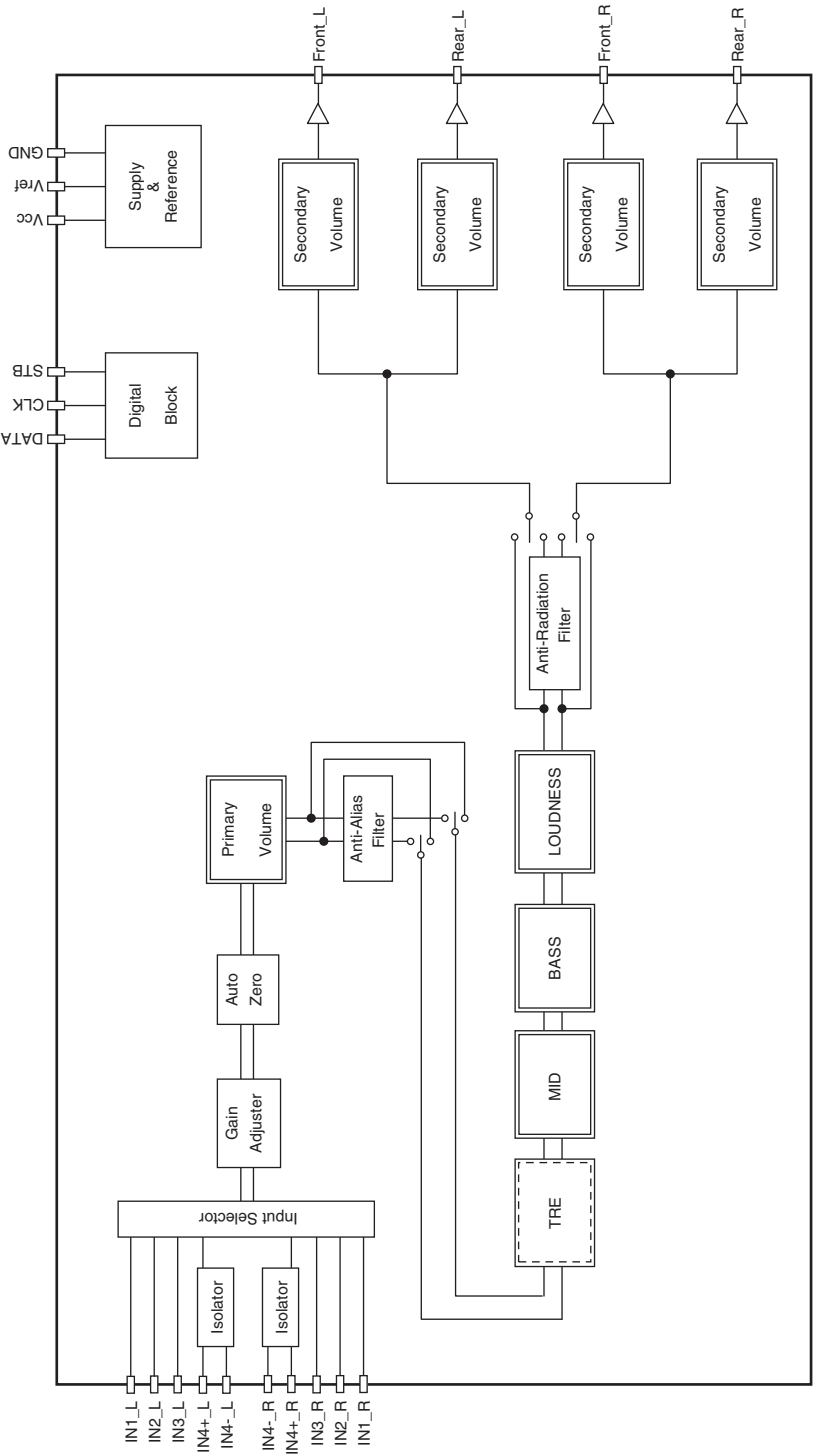 Front_L
Rear_L
Front_R
Rear_R
GND
Vref
Vcc
Supply
&
Reference
STB
CLK
DATA
Digital
Block
Secondary
Volume
Secondary
Volume
Secondary
Volume
Secondary
Volume
Anti-Radiation
Filter
Primary
Volume
Anti-Alias
Filter
LOUDNESS
Auto
Zero
BASS
Gain
Adjuster
MID
TRE
Input Selector
Isolator
Isolator
IN1_L
IN2_L
IN3_L
IN4+_L
IN4-_L
IN4-_R
IN4+_R
IN3_R
IN2_R
IN1_R